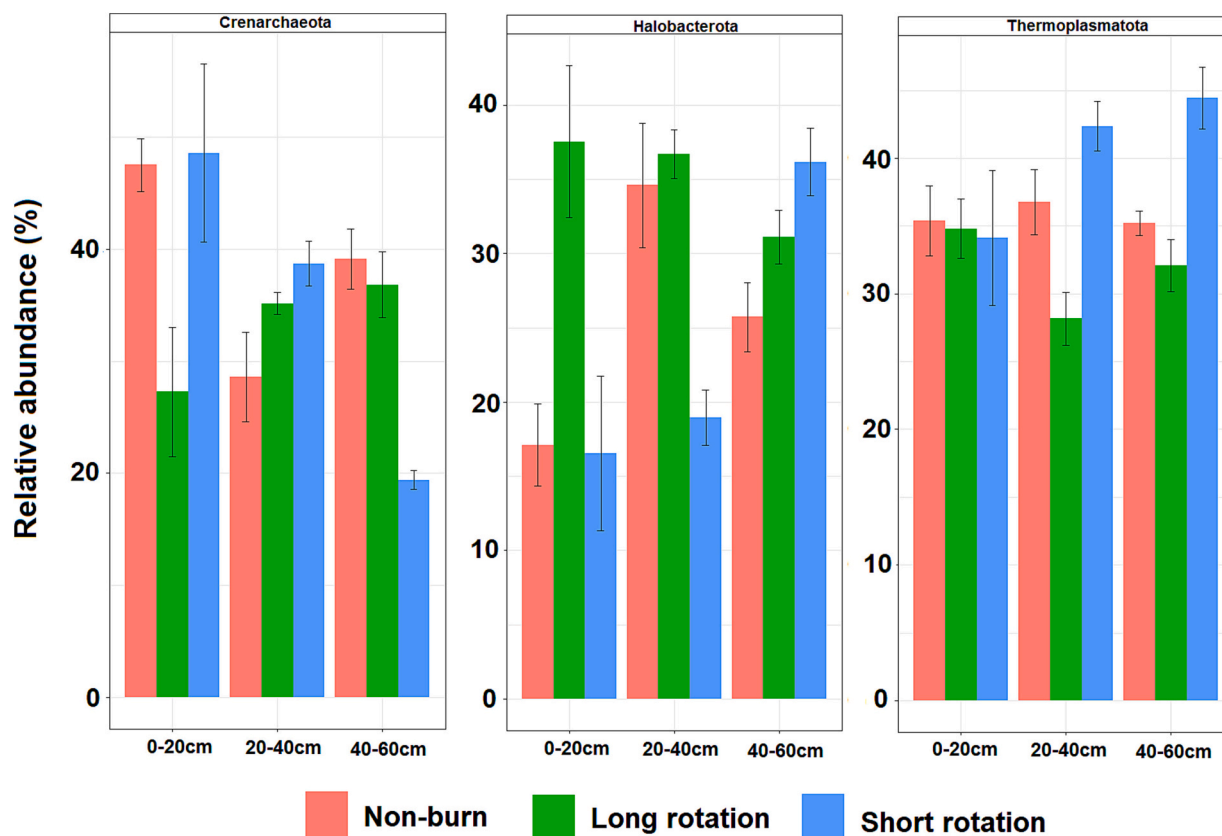 Crenarchaeota
Halobacterota
Thermoplasmatota
Relative abundance (%)
40
20
0
40
30
20
10
0
40
30
20
10
0
0-20cm 20-40cm 40-60cm
0-20cm 20-40cm 40-60cm
0-20cm 20-40cm 40-60cm
Non-burn Long rotation Short rotation